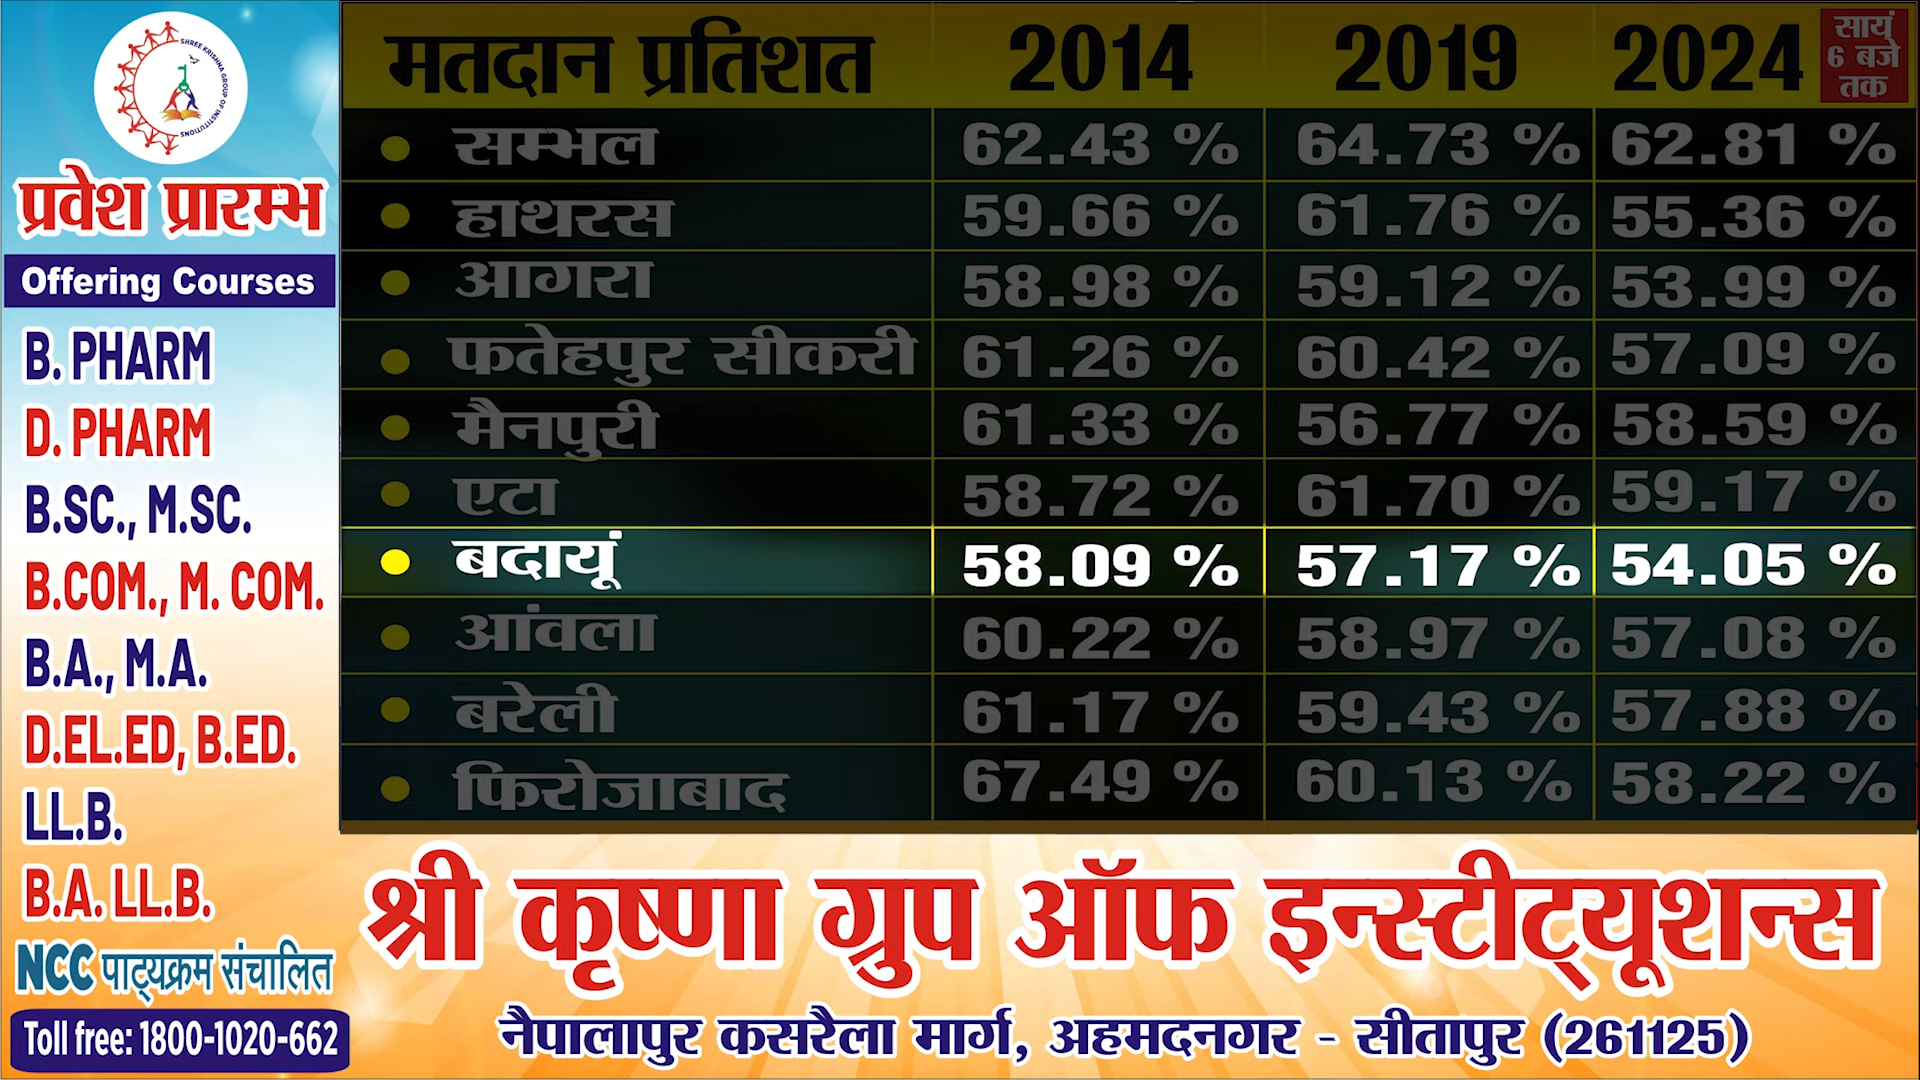 SHREE KRISHNA GROUP OF INSTITUTIONS
प्रवेश प्रारम्भ
Offering Courses
B. PHARM
D. PHARM
B.SC., M.SC.
B.COM., M. COM.
B.A., M.A.
D.EL.ED, B.ED.
LL.B.
B.A. LL.B.
NCC पाठ्यक्रम संचालित
Toll free: 1800-1020-662
मतदान प्रतिशत 2014 2019 2024 सायं 6 बजे तक
सम्भल 62.43 % 64.73 % 62.81 %
हाथरस 59.66 % 61.76 % 55.36 %
आगरा 58.98 % 59.12 % 53.99 %
फतेहपुर सीकरी 61.26 % 60.42 % 57.09 %
मैनपुरी 61.33 % 56.77 % 58.59 %
एटा 58.72 % 61.70 % 59.17 %
बदायूं 58.09 % 57.17 % 54.05 %
आंवला 60.22 % 58.97 % 57.08 %
बरेली 61.17 % 59.43 % 57.88 %
फिरोजाबाद 67.49 % 60.13 % 58.22 %
श्री कृष्णा ग्रुप ऑफ इन्स्टीट्यूशन्स
नैपालापुर कसरैला मार्ग, अहमदनगर - सीतापुर (261125)